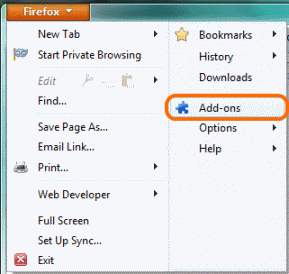 Firefox
New Tab
Start Private Browsing
Edit
Find...
Save Page As...
Email Link...
Print...
Web Developer
Full Screen
Set Up Sync...
Exit
Bookmarks
History
Downloads
Add-ons
Options
Help